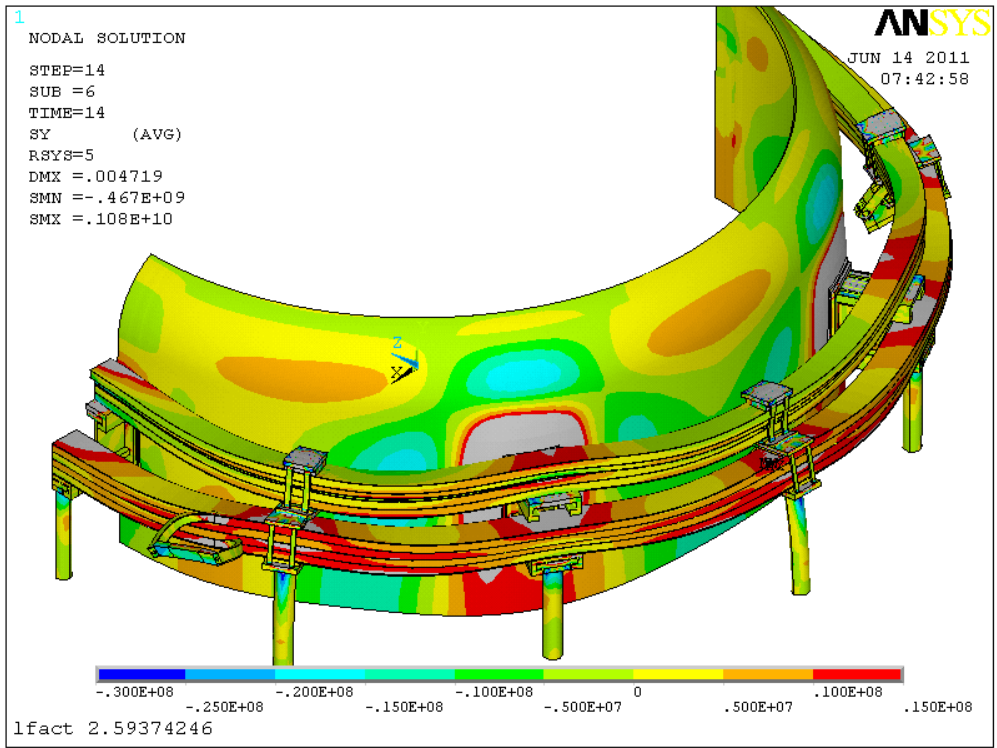 1
ANSYS
NODAL SOLUTION
JUN 14 2011
07:42:58
STEP=14
SUB =6
TIME=14
SY (AVG)
RSYS=5
DMX =.004719
SMN =-.467E+09
SMX =.108E+10
Z
X
-.300E+08 -.200E+08 -.100E+08 0 .100E+08
-.250E+08 -.150E+08 -.500E+07 .500E+07 .150E+08
lfact 2.59374246